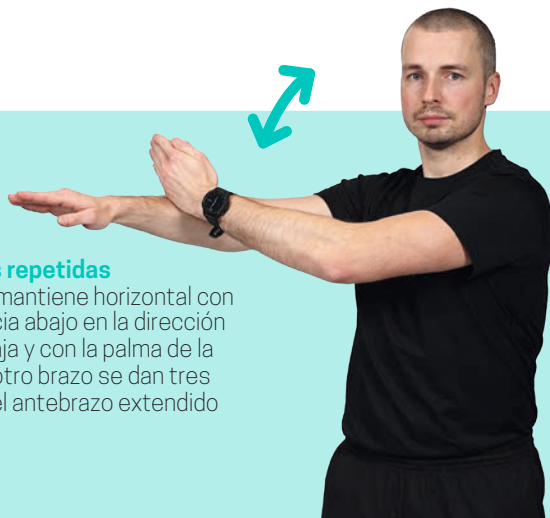 s repetidas
mantiene horizontal con
cia abajo en la dirección
aja y con la palma de la
otro brazo se dan tres
el antebrazo extendido